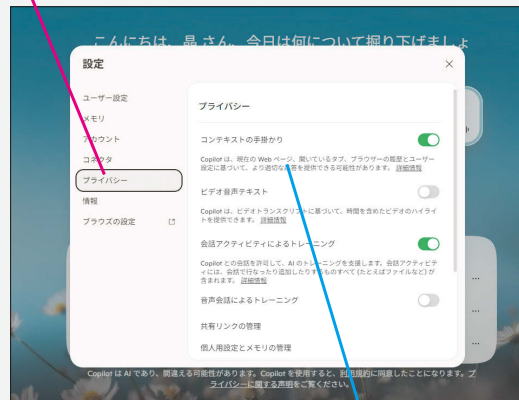 こんにちは、晶 さん、今日は何について掘り下げましょ
設定
ユーザー設定
メモリ
アカウント
コネクタ
プライバシー
情報
ブラウズの設定
プライバシー
コンテキストの手掛かり
Copilot は、現在の Web ページ、開いているタブ、ブラウザーの履歴とユーザー
設定に基づいて、より適切な回答を提供できる可能性があります。 詳細情報
ビデオ音声テキスト
Copilot は、ビデオトランスクリプトに基づいて、時間を含めたビデオのハイライ
トを提供できます。 詳細情報
会話アクティビティによるトレーニング
Copilot との会話を許可して、AI のトレーニングを支援します。会話アクティビテ
ィには、会話で行なったり追加したりするものすべて (たとえばファイルなど) が
含まれます。 詳細情報
音声会話によるトレーニング
共有リンクの管理
個人用設定とメモリの管理
Copilot は AI であり、間違える可能性があります。Copilot を使用すると、利用規約に同意したことになります。プ
ライバシーに関する声明をご覧ください。